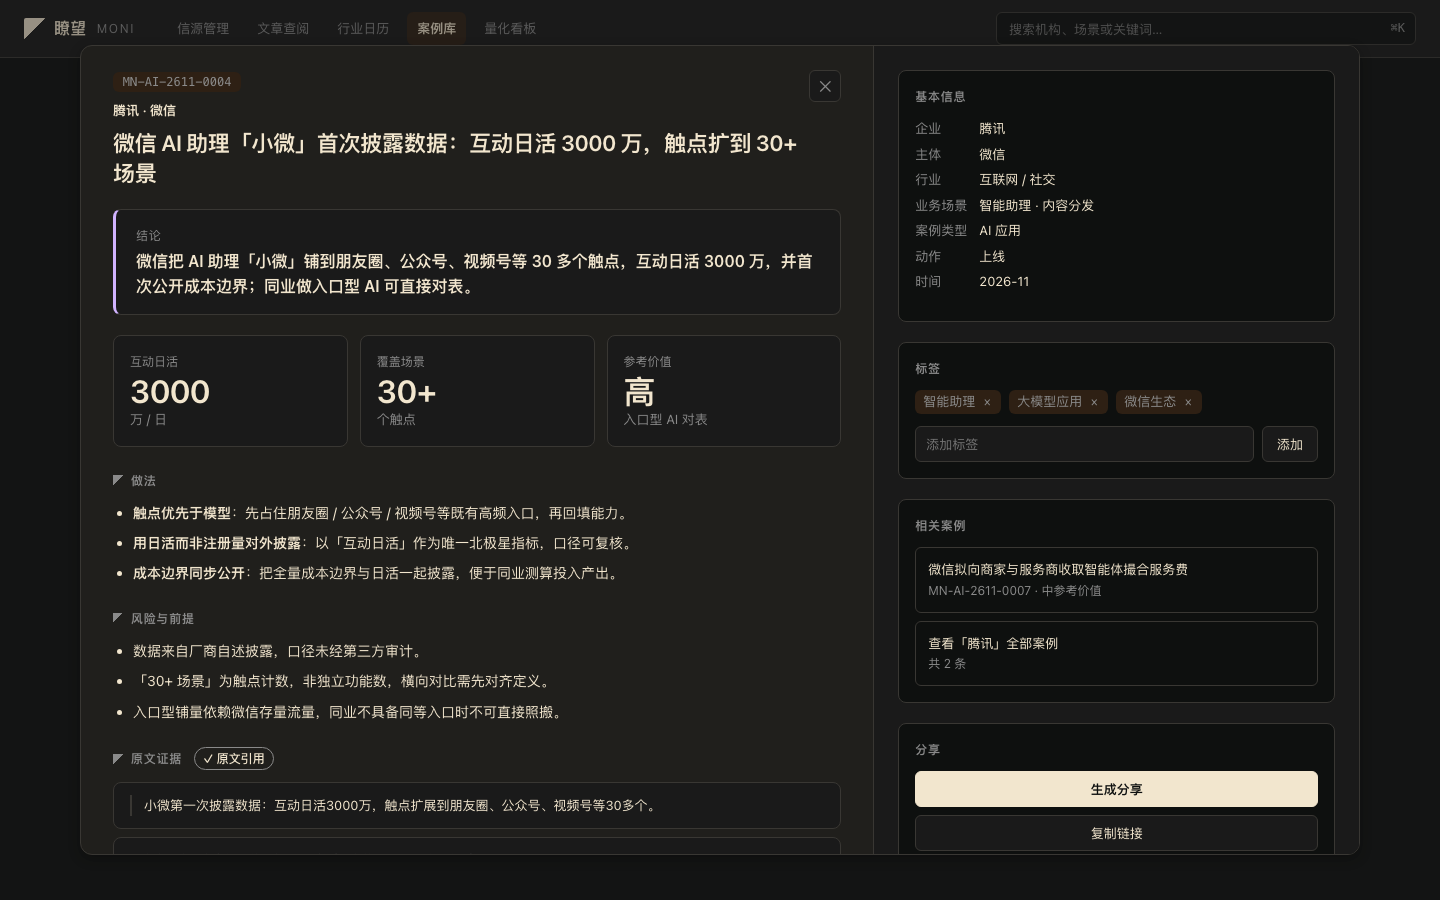 瞭望 MONI 信源管理 文章查阅 行业日历 案例库 量化看板 搜索机构、场景或关键词... ⌘K
MN-AI-2611-0004
腾讯 · 微信
微信 AI 助理「小微」首次披露数据：互动日活 3000 万，触点扩到 30+
场景
结论
微信把 AI 助理「小微」铺到朋友圈、公众号、视频号等 30 多个触点，互动日活 3000 万，并首
次公开成本边界；同业做入口型 AI 可直接对表。
互动日活
3000
万 / 日
覆盖场景
30+
个触点
参考价值
高
入口型 AI 对表
做法
• 触点优先于模型：先占住朋友圈 / 公众号 / 视频号等既有高频入口，再回填能力。
• 用日活而非注册量对外披露：以「互动日活」作为唯一北极星指标，口径可复核。
• 成本边界同步公开：把全量成本边界与日活一起披露，便于同业测算投入产出。
风险与前提
• 数据来自厂商自述披露，口径未经第三方审计。
• 「30+ 场景」为触点计数，非独立功能数，横向对比需先对齐定义。
• 入口型铺量依赖微信存量流量，同业不具备同等入口时不可直接照搬。
原文证据 ✓ 原文引用
小微第一次披露数据：互动日活3000万，触点扩展到朋友圈、公众号、视频号等30多个。
基本信息
企业 腾讯
主体 微信
行业 互联网 / 社交
业务场景 智能助理 · 内容分发
案例类型 AI 应用
动作 上线
时间 2026-11
标签
智能助理 × 大模型应用 × 微信生态 ×
添加标签 添加
相关案例
微信拟向商家与服务商收取智能体撮合服务费
MN-AI-2611-0007 · 中参考价值
查看「腾讯」全部案例
共 2 条
分享
生成分享
复制链接